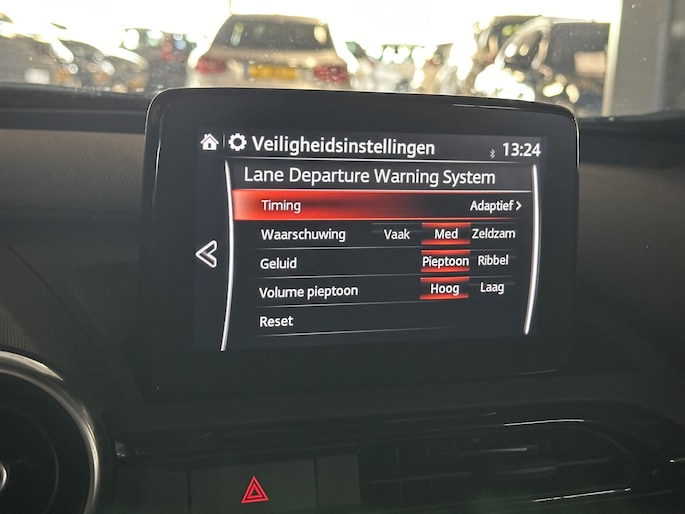 Veiligheidsinstellingen 13:24
Lane Departure Warning System
Timing Adaptief >
Waarschuwing Vaak Med Zeldzam
Geluid Pieptoon Ribbel
Volume pieptoon Hoog Laag
Reset